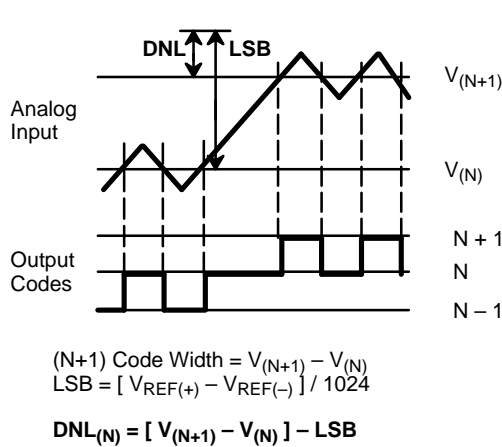 DNL LSB
V(N+1)
Analog
Input
V(N)
N + 1
Output
Codes
N
N – 1
(N+1) Code Width = V(N+1) – V(N)
LSB = [ VREF(+) – VREF(–) ] / 1024
DNL(N) = [ V(N+1) – V(N) ] – LSB